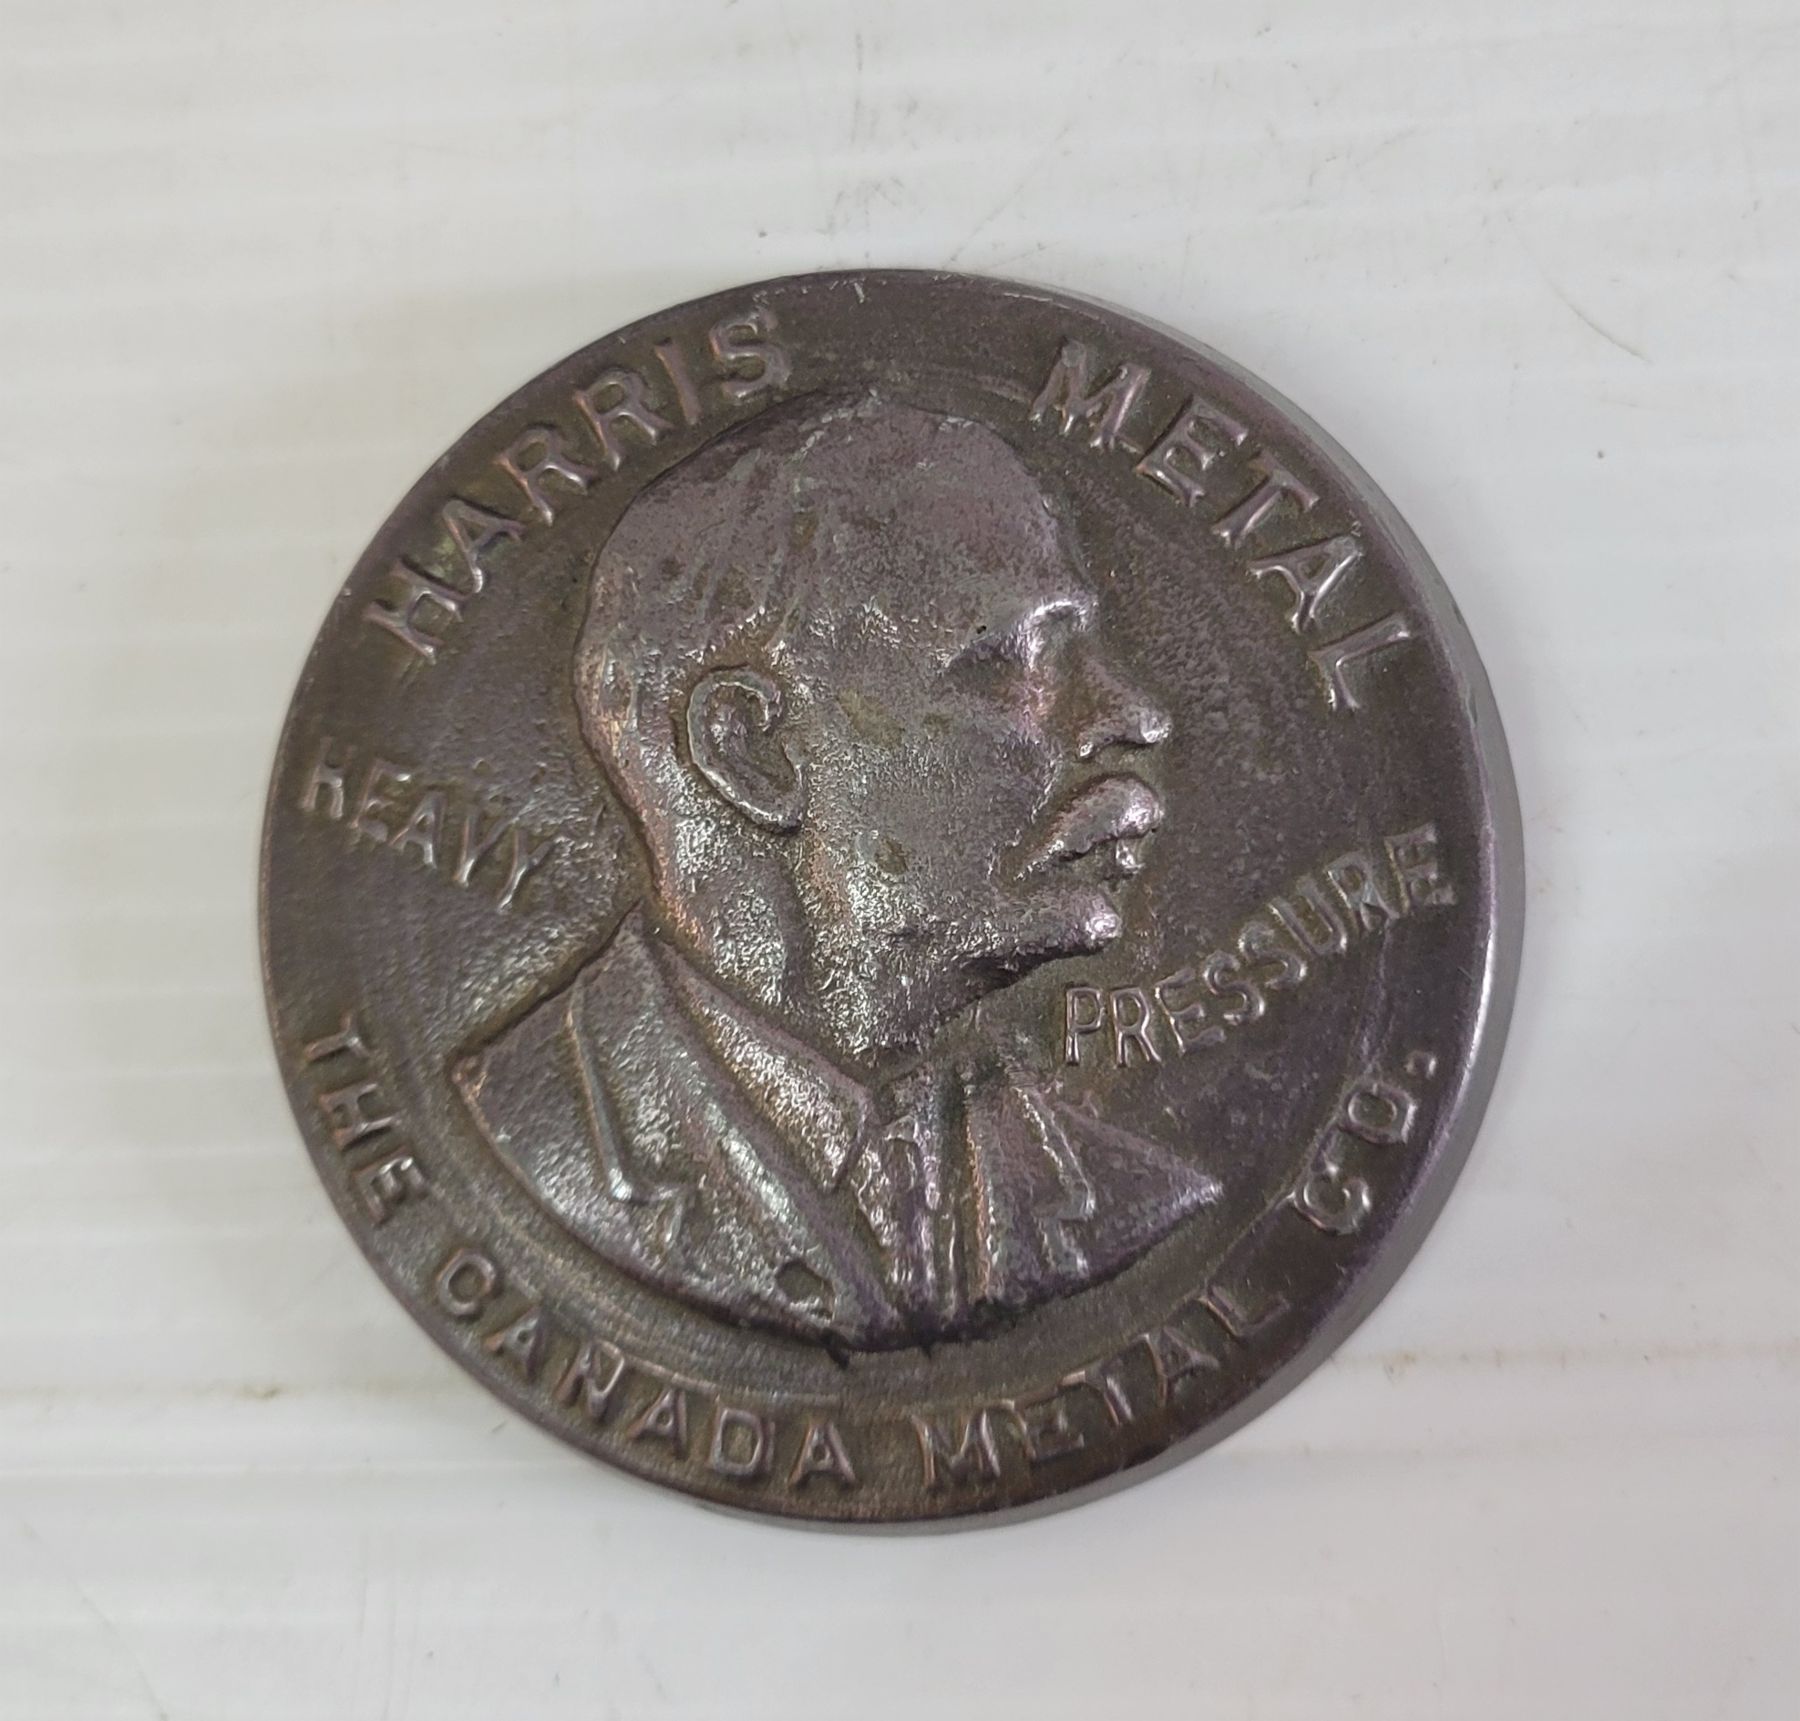 HARRIS METAL
HEAVY PRESSURE
THE CANADA METAL CO.